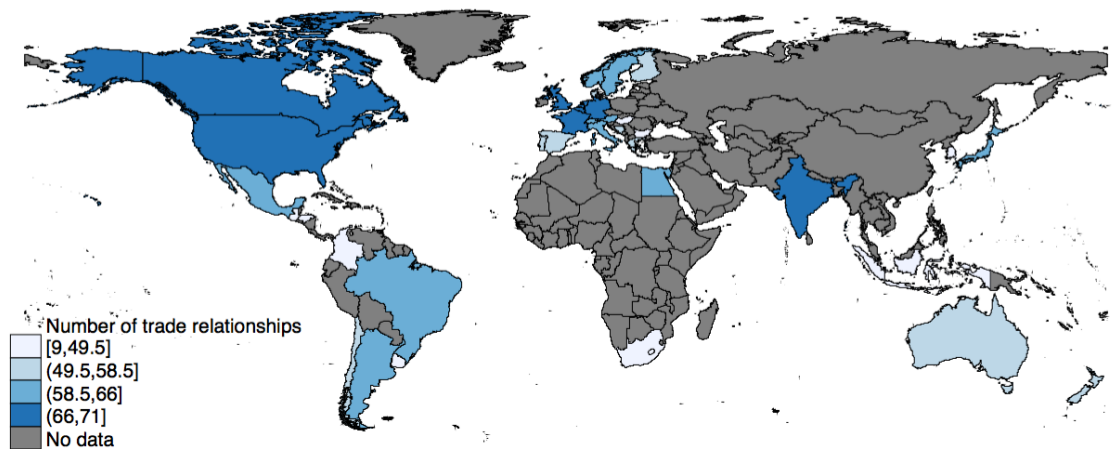 Number of trade relationships
[9,49.5]
(49.5,58.5]
(58.5,66]
(66,71]
No data